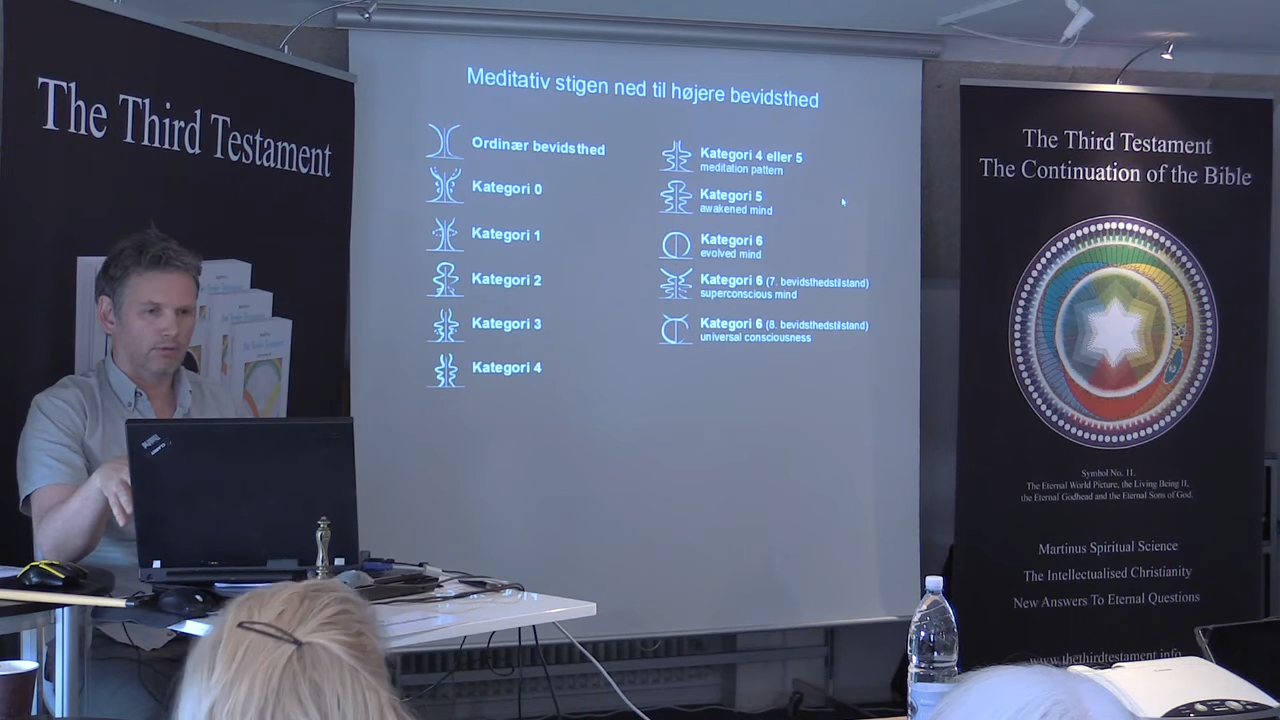 The Third Testament
Meditativ stigen ned til højere bevidsthed
Ordinær bevidsthed
Kategori 0
Kategori 1
Kategori 2
Kategori 3
Kategori 4
Kategori 4 eller 5
meditation pattern
Kategori 5
awakened mind
Kategori 6
evolved mind
Kategori 6 (7. bevidsthedstilstand)
superconscious mind
Kategori 6 (8. bevidsthedstilstand)
universal consciousness
The Third Testament
The Continuation of the Bible
Symbol No. 11.
The Eternal World Picture, the Living Being II,
the Eternal Godhead and the Eternal Sons of God.
Martinus Spiritual Science
The Intellectualised Christianity
New Answers To Eternal Questions
www.thethirdtestament.info